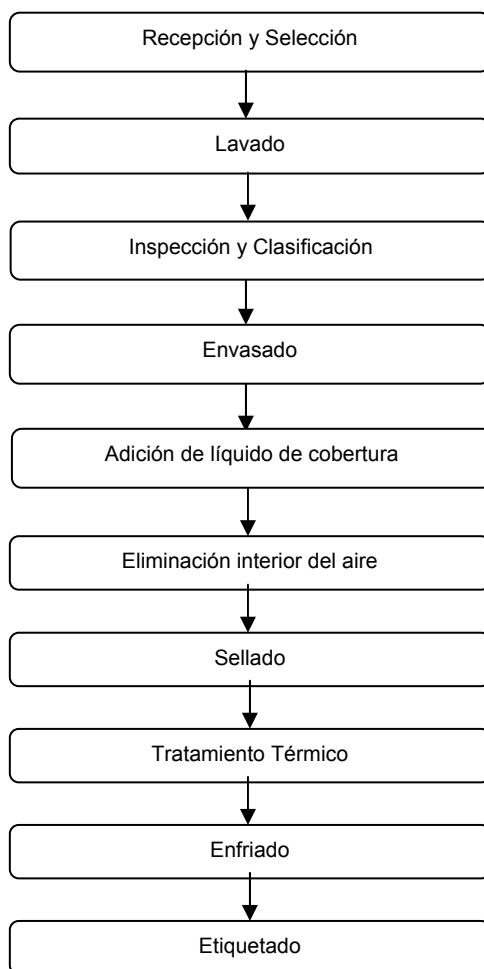 Recepción y Selección
Lavado
Inspección y Clasificación
Envasado
Adición de líquido de cobertura
Eliminación interior del aire
Sellado
Tratamiento Térmico
Enfriado
Etiquetado